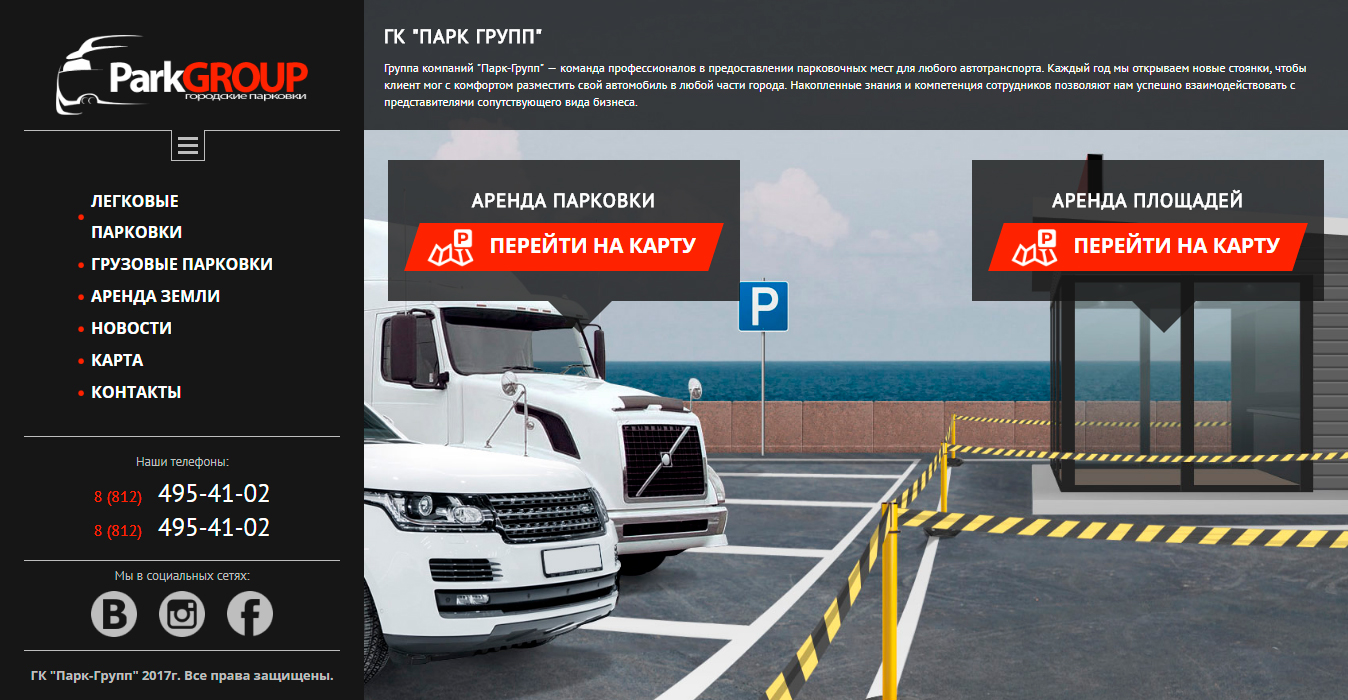 ParkGROUP
городские парковки
ЛЕГКОВЫЕ
ПАРКОВКИ
ГРУЗОВЫЕ ПАРКОВКИ
АРЕНДА ЗЕМЛИ
НОВОСТИ
КАРТА
КОНТАКТЫ
Наши телефоны:
8 (812) 495-41-02
8 (812) 495-41-02
Мы в социальных сетях:
ГК "Парк-Групп" 2017г. Все права защищены.
ГК "ПАРК ГРУПП"
Группа компаний "Парк-Групп" — команда профессионалов в предоставлении парковочных мест для любого автотранспорта. Каждый год мы открываем новые стоянки, чтобы
клиент мог с комфортом разместить свой автомобиль в любой части города. Накопленные знания и компетенция сотрудников позволяют нам успешно взаимодействовать с
представителями сопутствующего вида бизнеса.
АРЕНДА ПАРКОВКИ
P ПЕРЕЙТИ НА КАРТУ
АРЕНДА ПЛОЩАДЕЙ
P ПЕРЕЙТИ НА КАРТУ
P